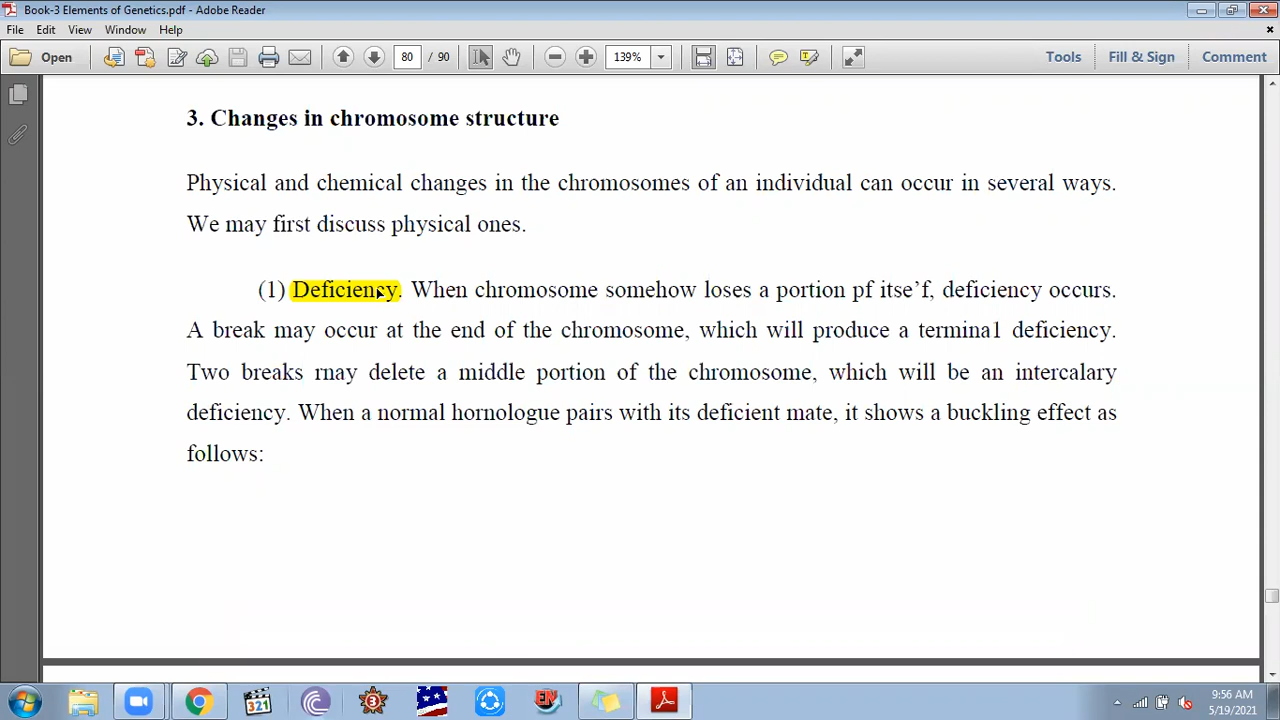 Book-3 Elements of Genetics.pdf - Adobe Reader
File Edit View Window Help
Open 80 / 90 139% Tools Fill & Sign Comment
3. Changes in chromosome structure
Physical and chemical changes in the chromosomes of an individual can occur in several ways.
We may first discuss physical ones.
(1) Deficiency. When chromosome somehow loses a portion pf itse’f, deficiency occurs.
A break may occur at the end of the chromosome, which will produce a termina1 deficiency.
Two breaks rnay delete a middle portion of the chromosome, which will be an intercalary
deficiency. When a normal hornologue pairs with its deficient mate, it shows a buckling effect as
follows:
321
3
EN
9:56 AM
5/19/2021